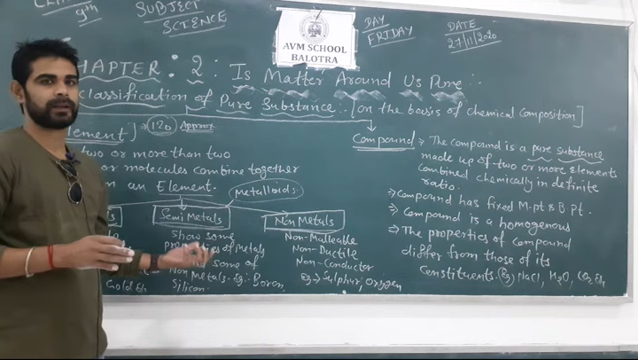 SUBJECT
9th
SCIENCE
AVM SCHOOL
BALOTRA
DAY
FRIDAY
DATE
27/11/2020
HAPTER : 2 : Is Matter Around Us Pure :
classification of Pure Substance. [on the basis of chemical composition]
lement] → 120 Approx
two or more than two
or molecules combine together
an Element.
Metalloids
Semi Metals
Show some
properties of metals
some of
Non Metals. Eg:- Boron,
Silicon.
Gold etc
Non Metals
Non-Malleable
Non-Ductile
Non-Conductor
Eg:- Sulphur, Oxygen
Compound → The compound is a pure substance
made up of two or more elements
combined chemically in definite
ratio.
→ Compound has fixed M.pt & B.pt.
→ Compound is a homogenous
→ The properties of compound
differ from those of its
constituents. Eg NaCl, H2O, CO2 Etc